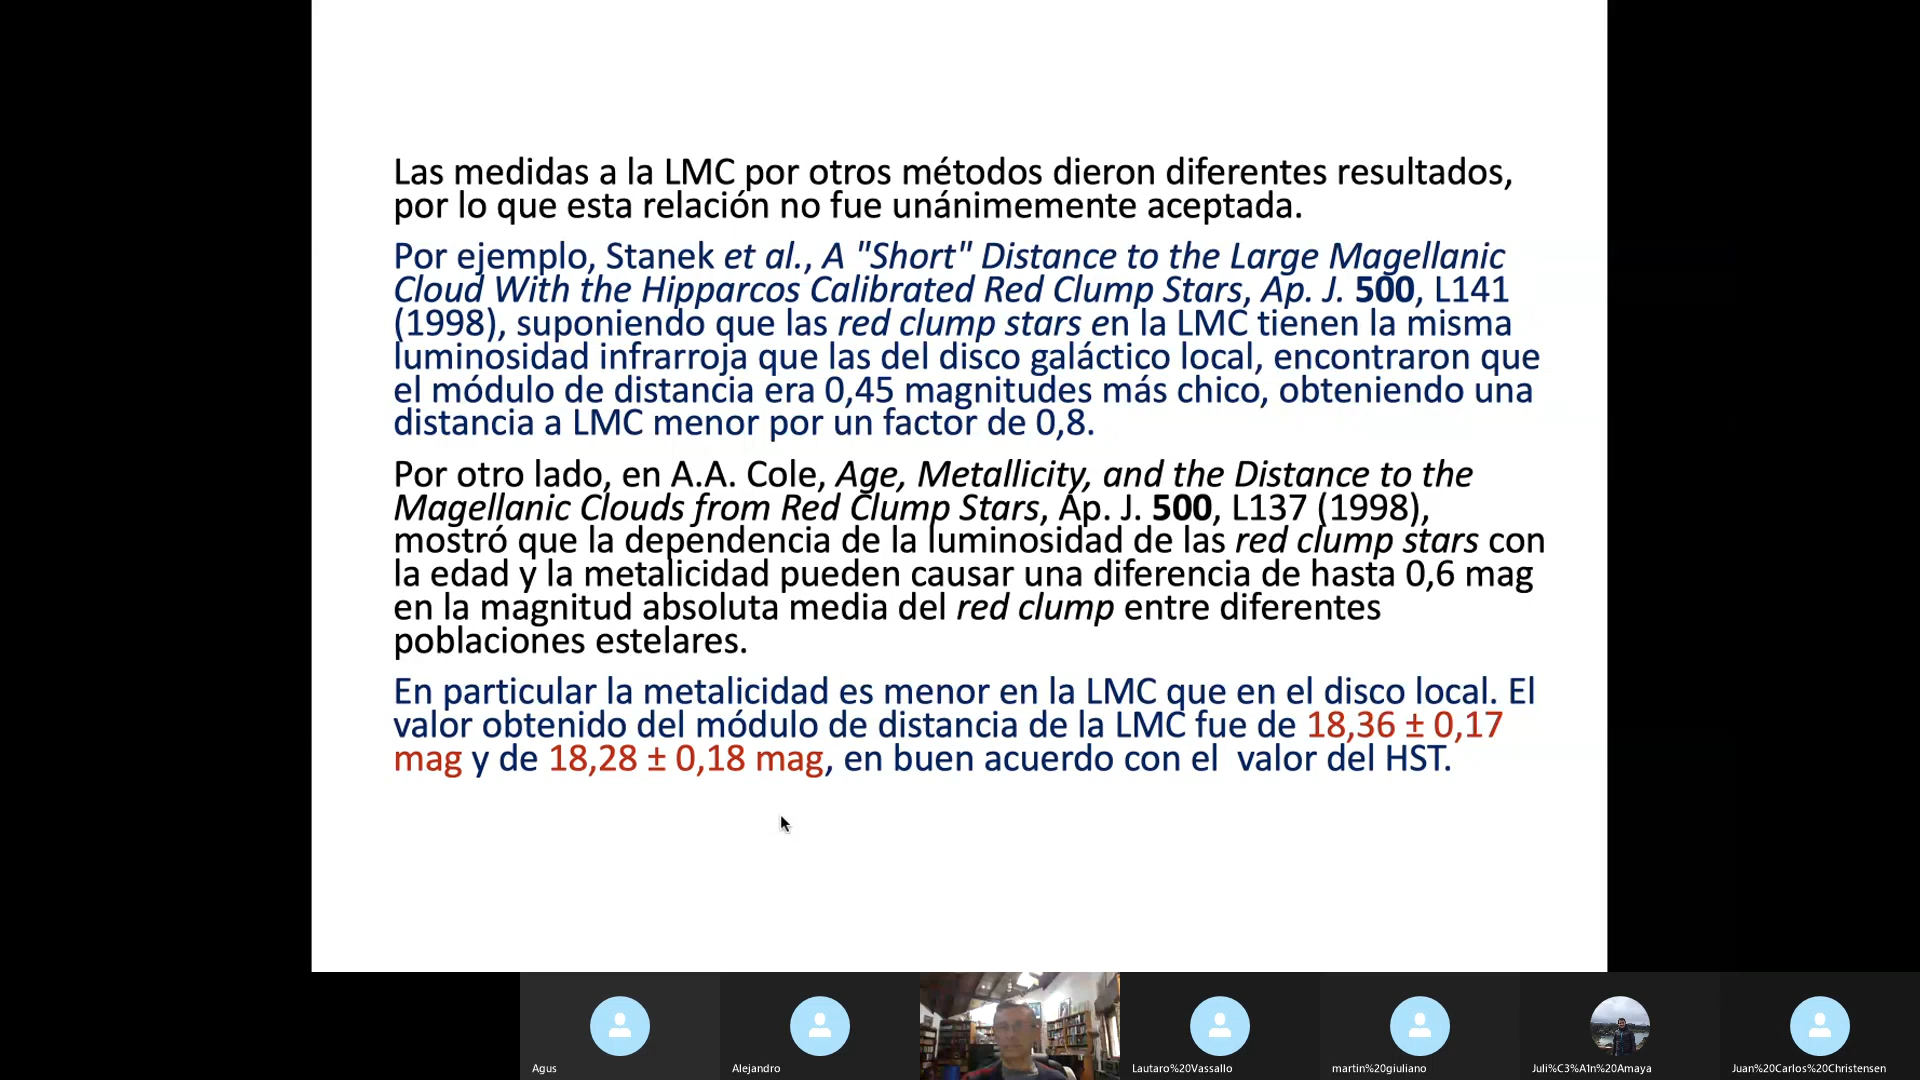 Las medidas a la LMC por otros métodos dieron diferentes resultados,
por lo que esta relación no fue unánimemente aceptada.
Por ejemplo, Stanek et al., A "Short" Distance to the Large Magellanic
Cloud With the Hipparcos Calibrated Red Clump Stars, Ap. J. 500, L141
(1998), suponiendo que las red clump stars en la LMC tienen la misma
luminosidad infrarroja que las del disco galáctico local, encontraron que
el módulo de distancia era 0,45 magnitudes más chico, obteniendo una
distancia a LMC menor por un factor de 0,8.
Por otro lado, en A.A. Cole, Age, Metallicity, and the Distance to the
Magellanic Clouds from Red Clump Stars, Ap. J. 500, L137 (1998),
mostró que la dependencia de la luminosidad de las red clump stars con
la edad y la metalicidad pueden causar una diferencia de hasta 0,6 mag
en la magnitud absoluta media del red clump entre diferentes
poblaciones estelares.
En particular la metalicidad es menor en la LMC que en el disco local. El
valor obtenido del módulo de distancia de la LMC fue de 18,36 ± 0,17
mag y de 18,28 ± 0,18 mag, en buen acuerdo con el valor del HST.
Agus
Alejandro
Lautaro%20Vassallo
martin%20giuliano
Juli%C3%A1n%20Amaya
Juan%20Carlos%20Christensen